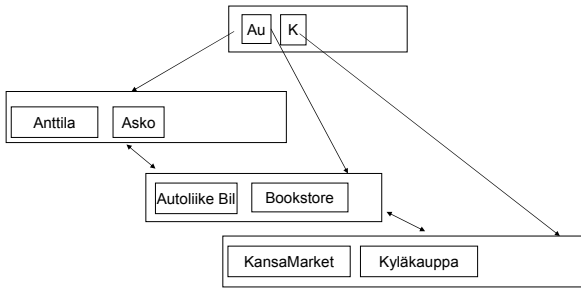 Au K
Anttila Asko
Autoliike Bil Bookstore
KansaMarket Kyläkauppa